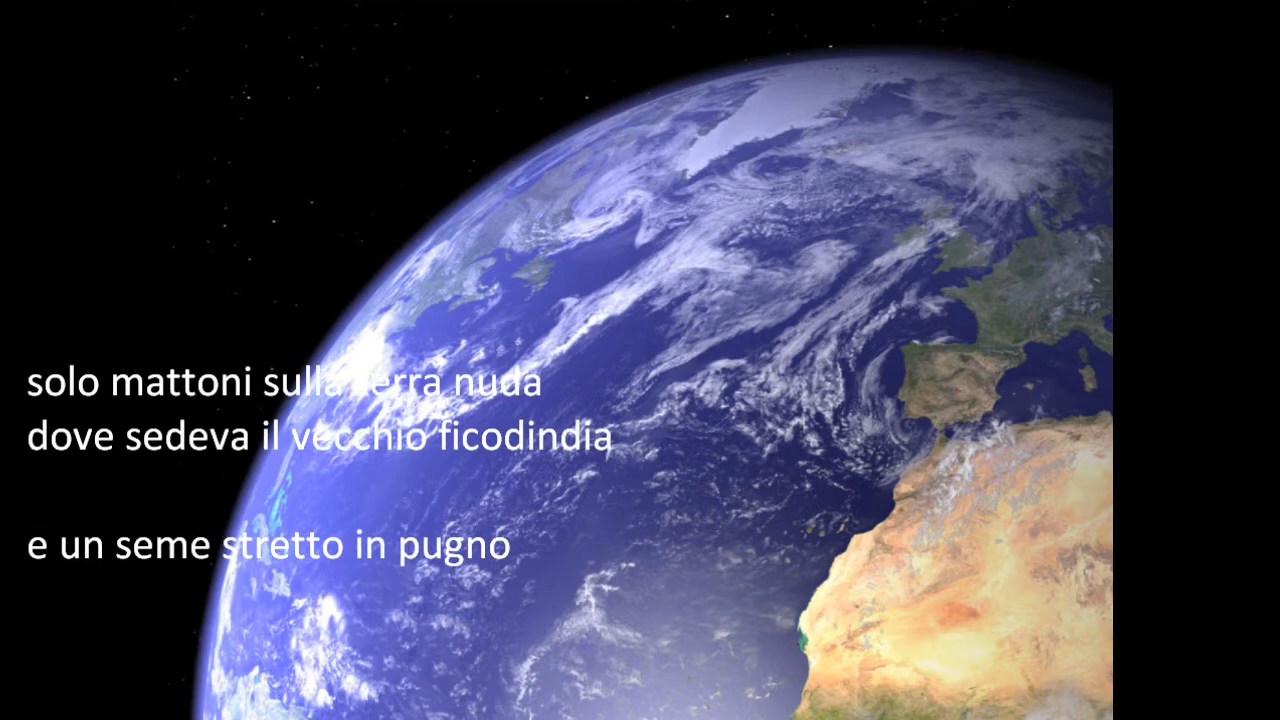 solo mattoni sulla terra nuda
dove sedeva il vecchio ficodindia
e un seme stretto in pugno